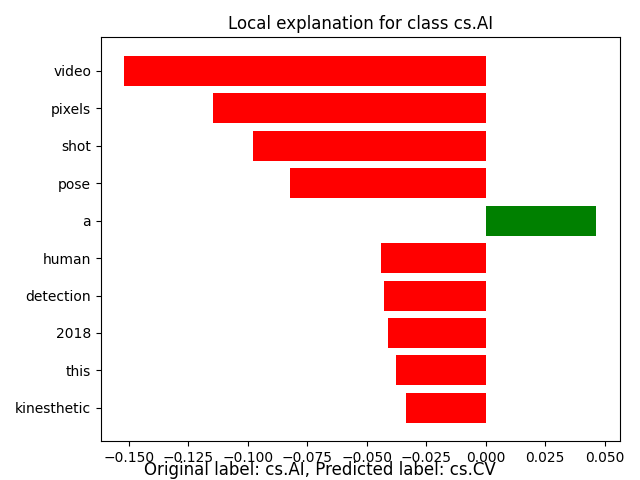 Local explanation for class cs.AI
video
pixels
shot
pose
a
human
detection
2018
this
kinesthetic
−0.150 −0.125 −0.100 −0.075 −0.050 −0.025 0.000 0.025 0.050
Original label: cs.AI, Predicted label: cs.CV